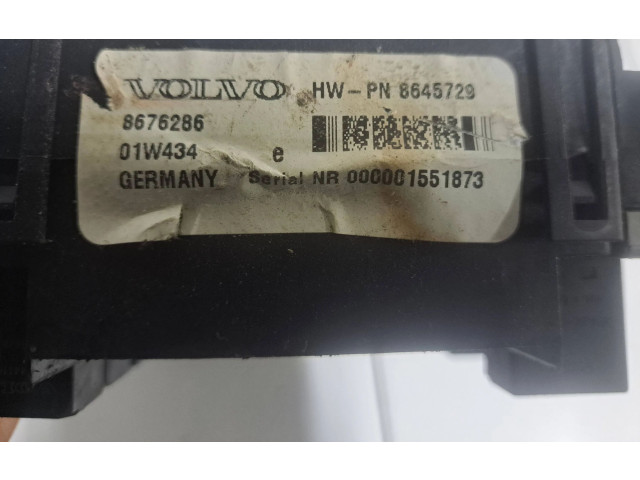 VOLVO HW-PN 8645729
8676286
01W434 e
GERMANY Serial NR 000001551873